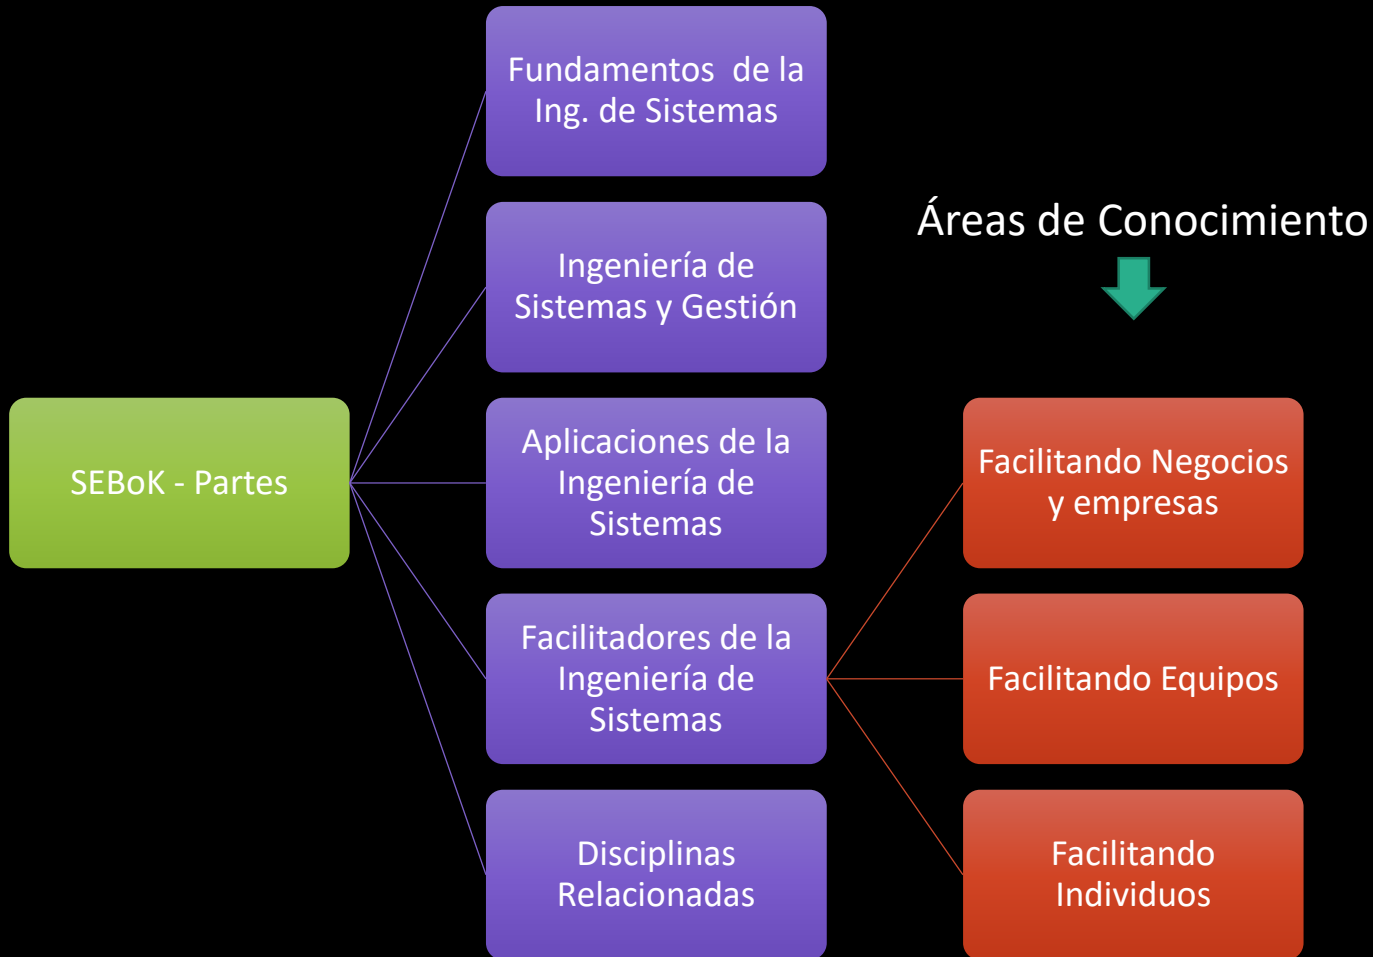 SEBoK - Partes
Fundamentos de la
Ing. de Sistemas
Ingeniería de
Sistemas y Gestión
Aplicaciones de la
Ingeniería de
Sistemas
Facilitadores de la
Ingeniería de
Sistemas
Disciplinas
Relacionadas
Áreas de Conocimiento
Facilitando Negocios
y empresas
Facilitando Equipos
Facilitando
Individuos